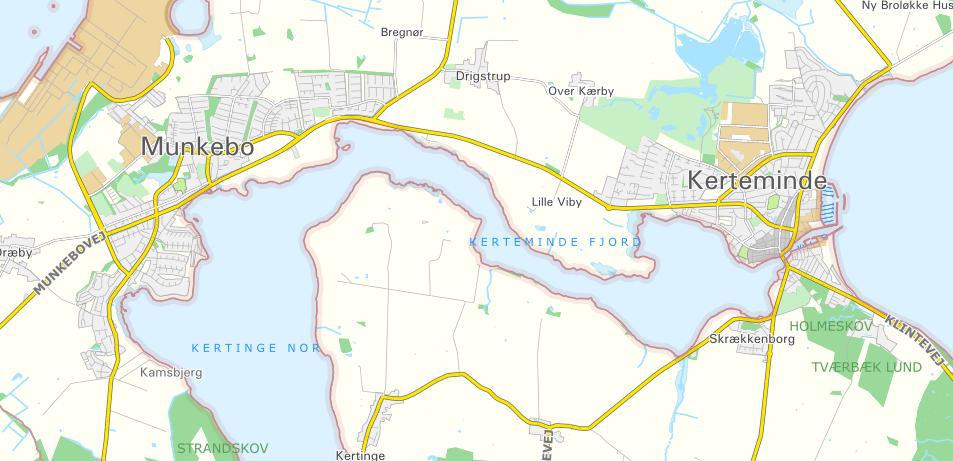 Ny Broløkke Hus
Bregnør
Drigstrup
Over Kærby
Munkebo
Kerteminde
Lille Viby
KERTEMINDE FJORD
Dræby
MUNKEBOVEJ
KERTINGE NOR
HOLMESKOV
KLINTEVEJ
Skrækkenborg
TVÆRBÆK LUND
Kamsbjerg
STRANDSKOV
Kertinge
EVEJ